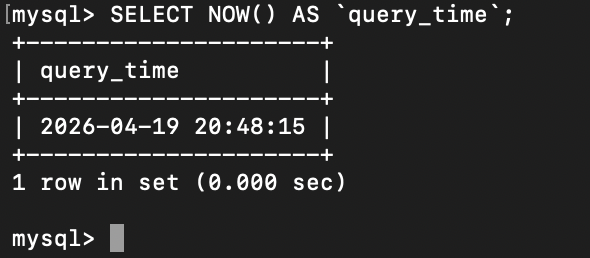 mysql> SELECT NOW() AS `query_time`;
+---------------------+
| query_time          |
+---------------------+
| 2026-04-19 20:48:15 |
+---------------------+
1 row in set (0.000 sec)

mysql>